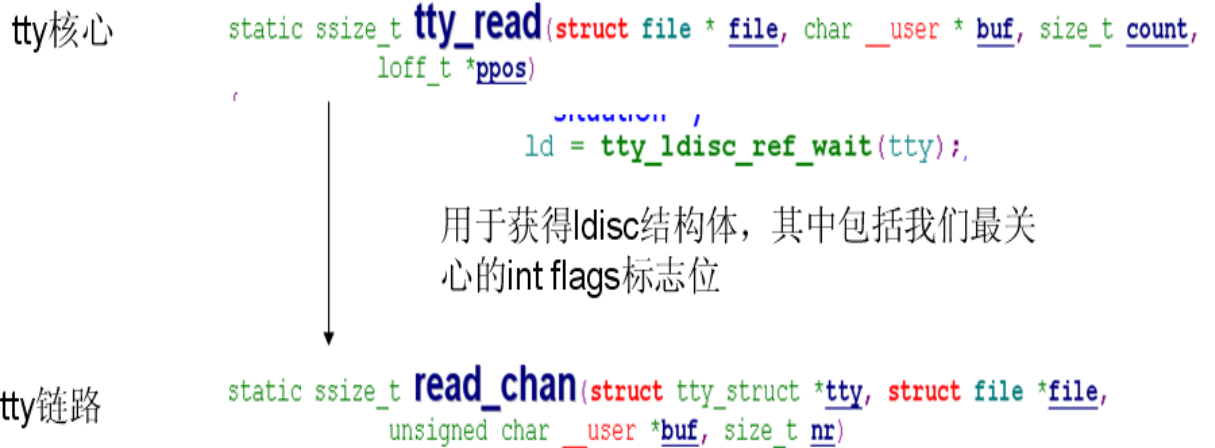 tty核心
static ssize_t tty_read(struct file * file, char __user * buf, size_t count,
loff_t *ppos)
{
situation ",
ld = tty_ldisc_ref_wait(tty);
用于获得ldisc结构体，其中包括我们最关
心的int flags标志位
tty链路
static ssize_t read_chan(struct tty_struct *tty, struct file *file,
unsigned char __user *buf, size_t nr)